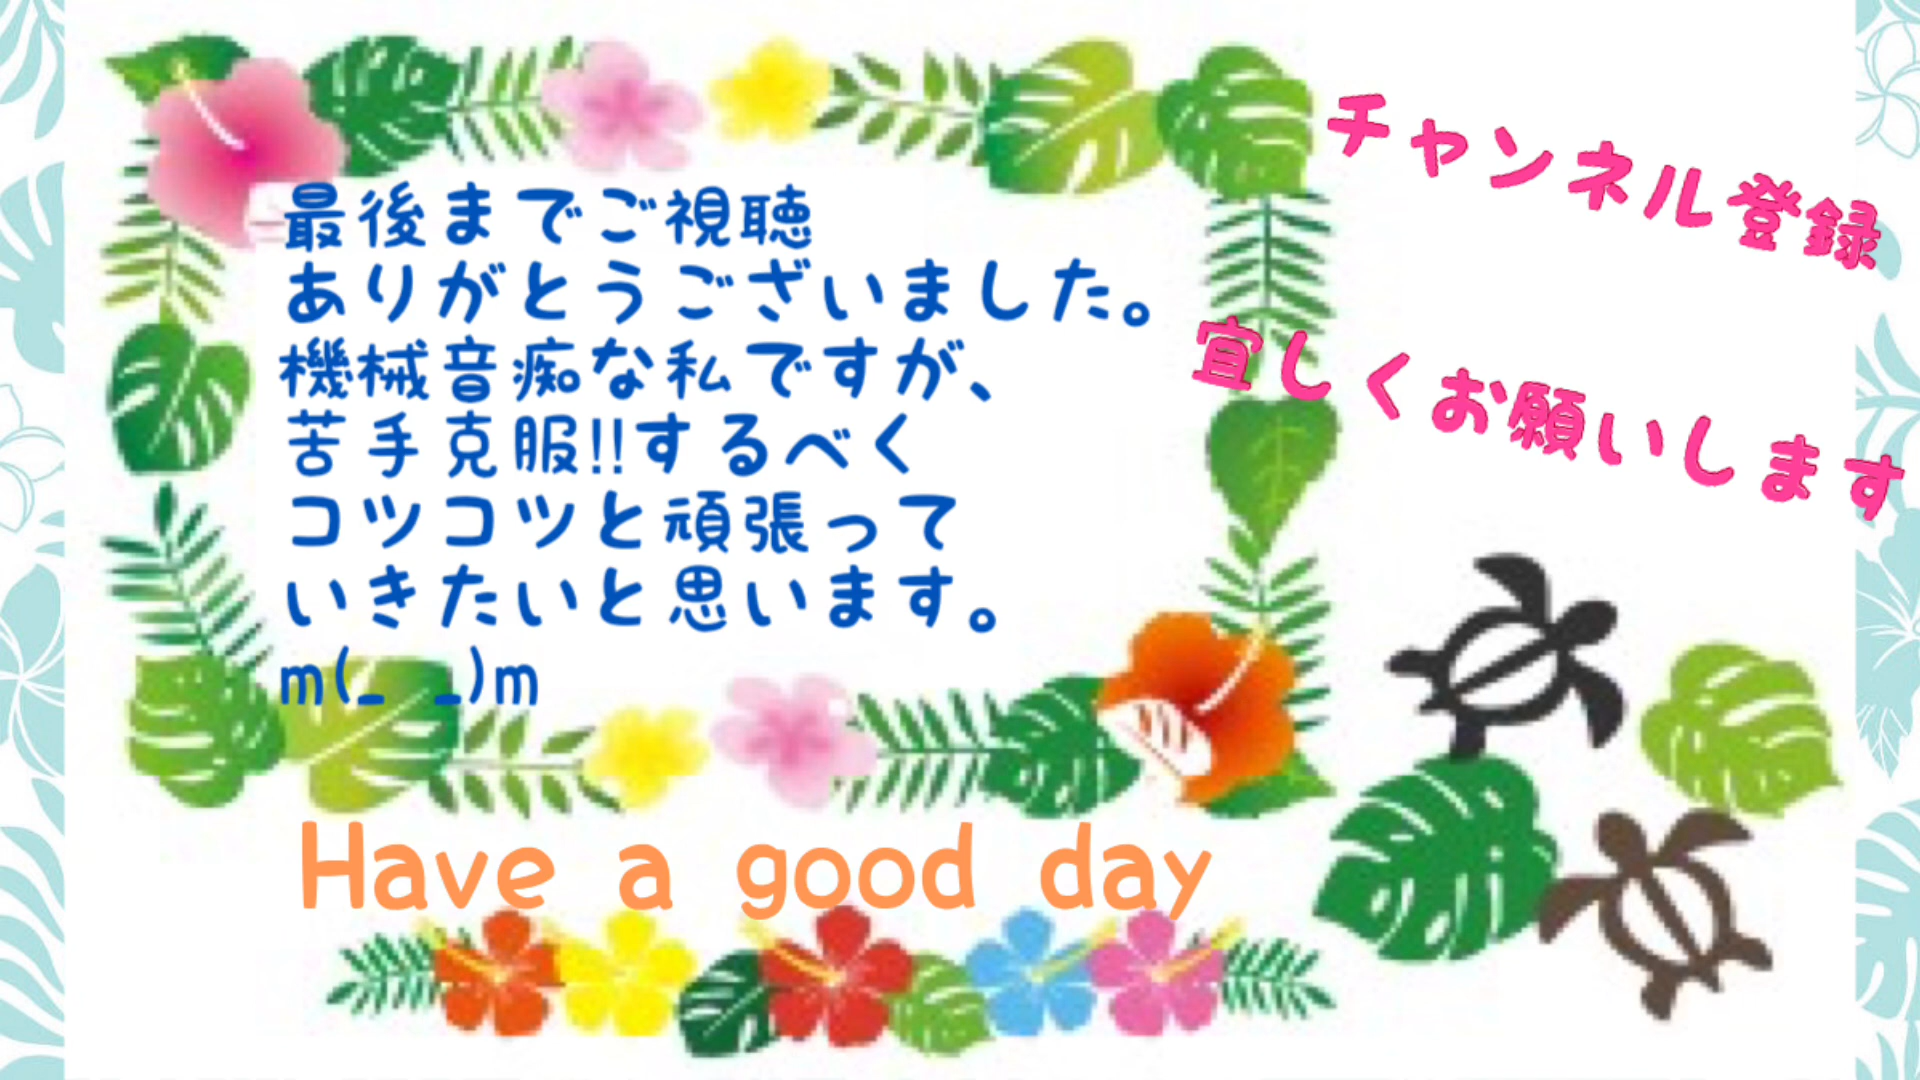 最後までご視聴
ありがとうございました。
機械音痴な私ですが、
苦手克服!!するべく
コツコツと頑張って
いきたいと思います。
m(_ _)m
チャンネル登録
宜しくお願いします
Have a good day